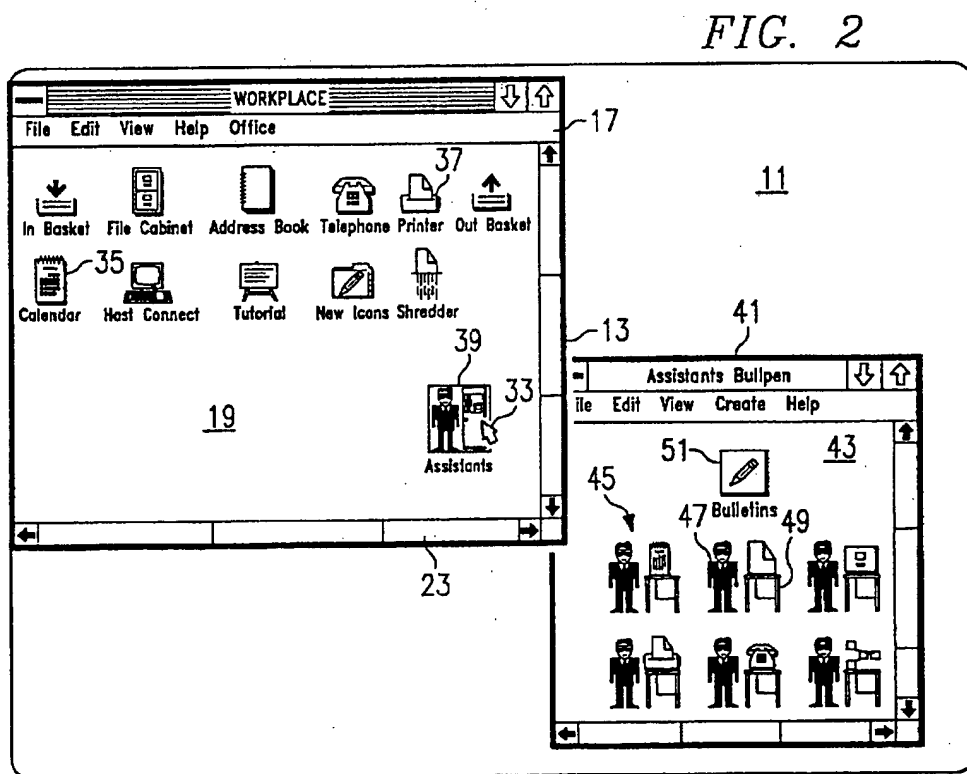 FIG. 2
WORKPLACE
File Edit View Help Office
17
11
37
In Basket File Cabinet Address Book Telephone Printer Out Basket
35
Calendar Host Connect Tutorial New Icons Shredder
13
39
33
19
Assistants
23
41
Assistants Bullpen
ile Edit View Create Help
43
51
Bulletins
45
47
49